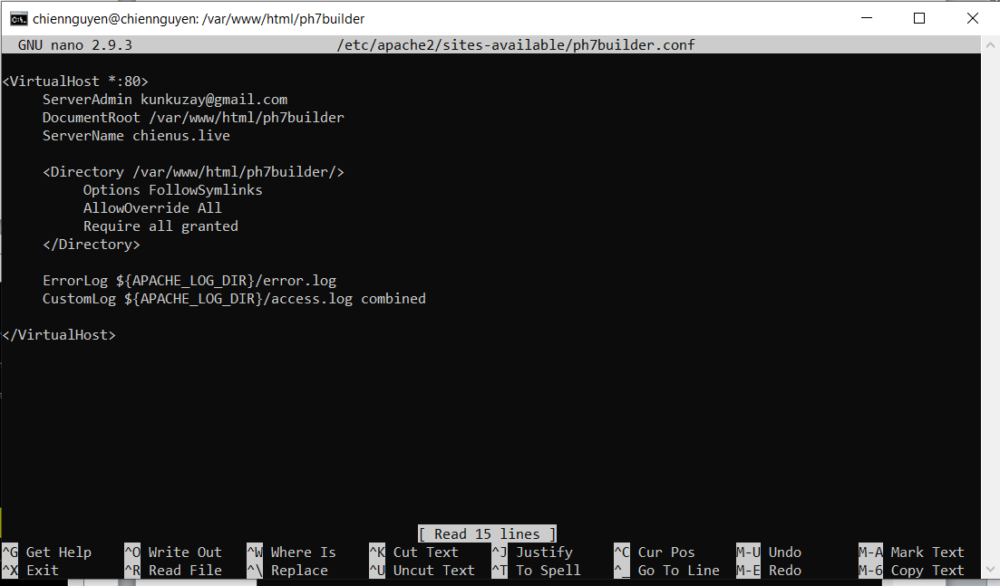 chiennguyen@chiennguyen: /var/www/html/ph7builder
GNU nano 2.9.3 /etc/apache2/sites-available/ph7builder.conf
<VirtualHost *:80>
ServerAdmin kunkuzay@gmail.com
DocumentRoot /var/www/html/ph7builder
ServerName chienus.live
<Directory /var/www/html/ph7builder/>
Options FollowSymlinks
AllowOverride All
Require all granted
</Directory>
ErrorLog ${APACHE_LOG_DIR}/error.log
CustomLog ${APACHE_LOG_DIR}/access.log combined
</VirtualHost>
[ Read 15 lines ]
^G Get Help ^O Write Out ^W Where Is ^K Cut Text ^J Justify ^C Cur Pos M-U Undo M-A Mark Text
^X Exit ^R Read File ^\ Replace ^U Uncut Text ^T To Spell ^_ Go To Line M-E Redo M-6 Copy Text